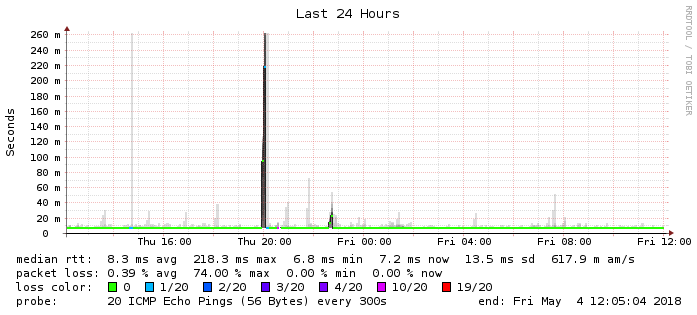 Last 24 Hours
RRDTOOL / TOBI OETIKER
Seconds
260 m
240 m
220 m
200 m
180 m
160 m
140 m
120 m
100 m
80 m
60 m
40 m
20 m
0
Thu 16:00 Thu 20:00 Fri 00:00 Fri 04:00 Fri 08:00 Fri 12:00
median rtt: 8.3 ms avg 218.3 ms max 6.8 ms min 7.2 ms now 13.5 ms sd 617.9 m am/s
packet loss: 0.39 % avg 74.00 % max 0.00 % min 0.00 % now
loss color: 0 1/20 2/20 3/20 4/20 10/20 19/20
probe: 20 ICMP Echo Pings (56 Bytes) every 300s end: Fri May 4 12:05:04 2018